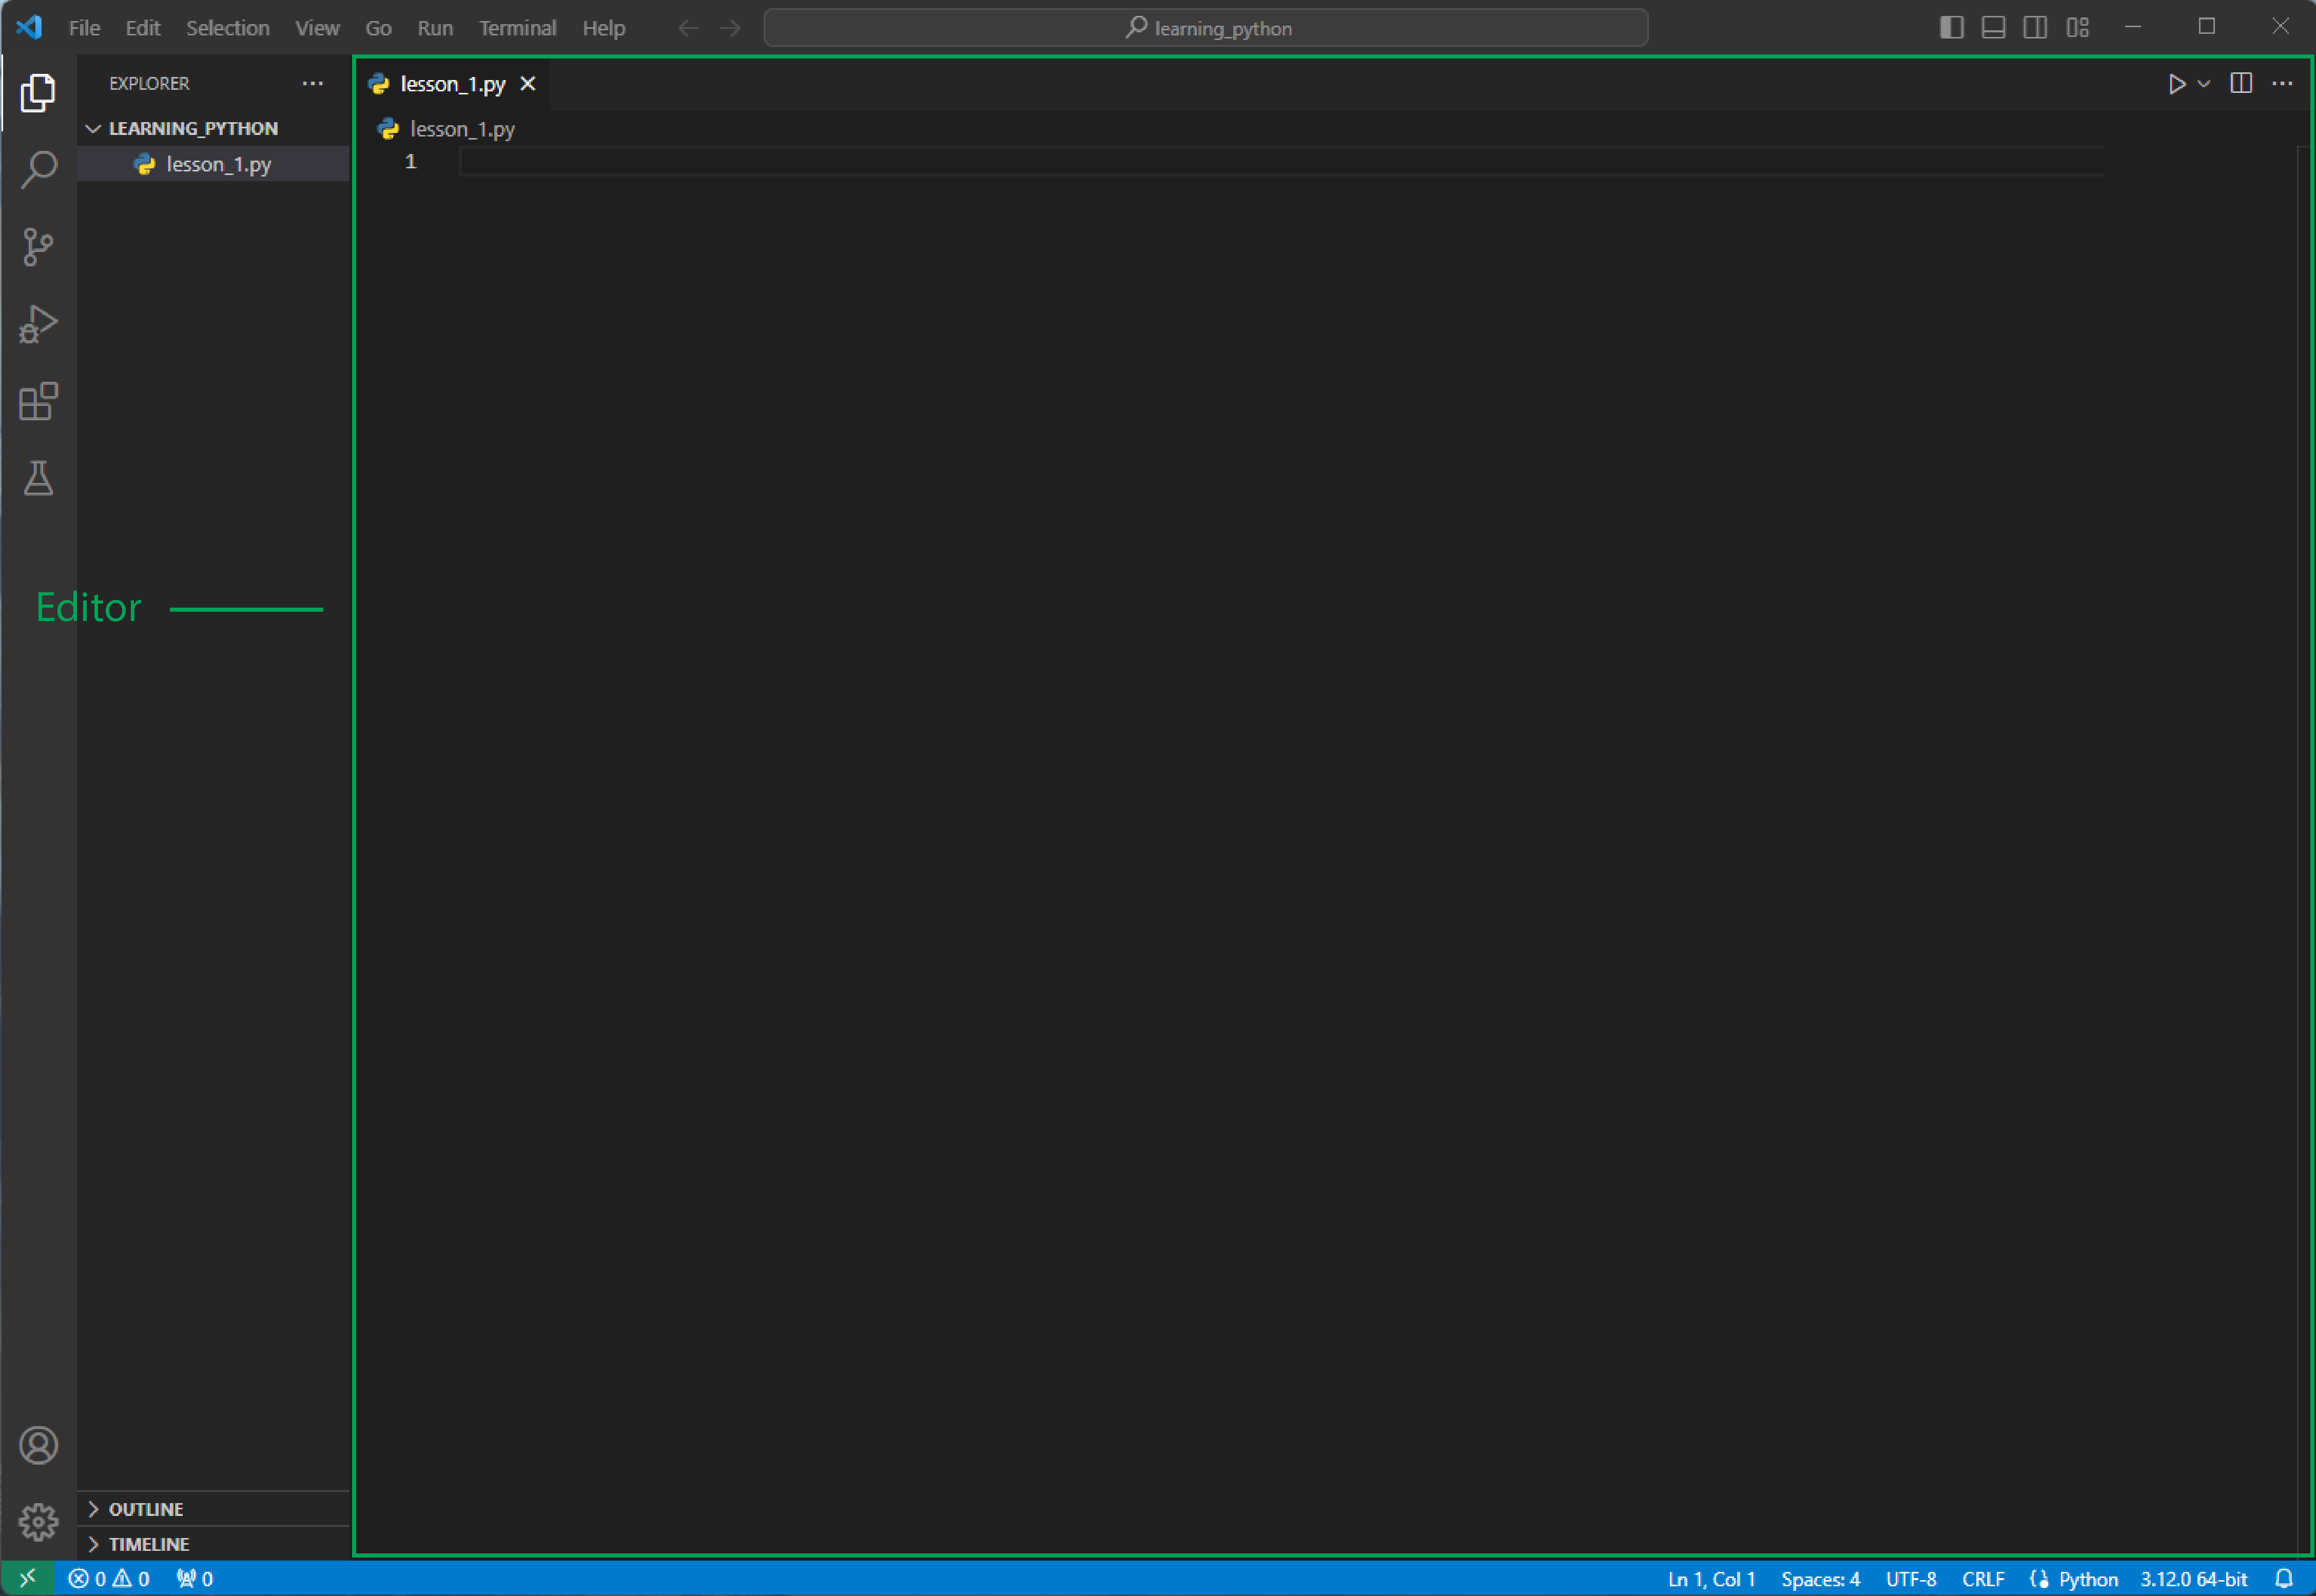 File Edit Selection View Go Run Terminal Help learning_python
EXPLORER
LEARNING_PYTHON
lesson_1.py
lesson_1.py
lesson_1.py
1
Editor
OUTLINE
TIMELINE
0 0 0 Ln 1, Col 1 Spaces: 4 UTF-8 CRLF Python 3.12.0 64-bit